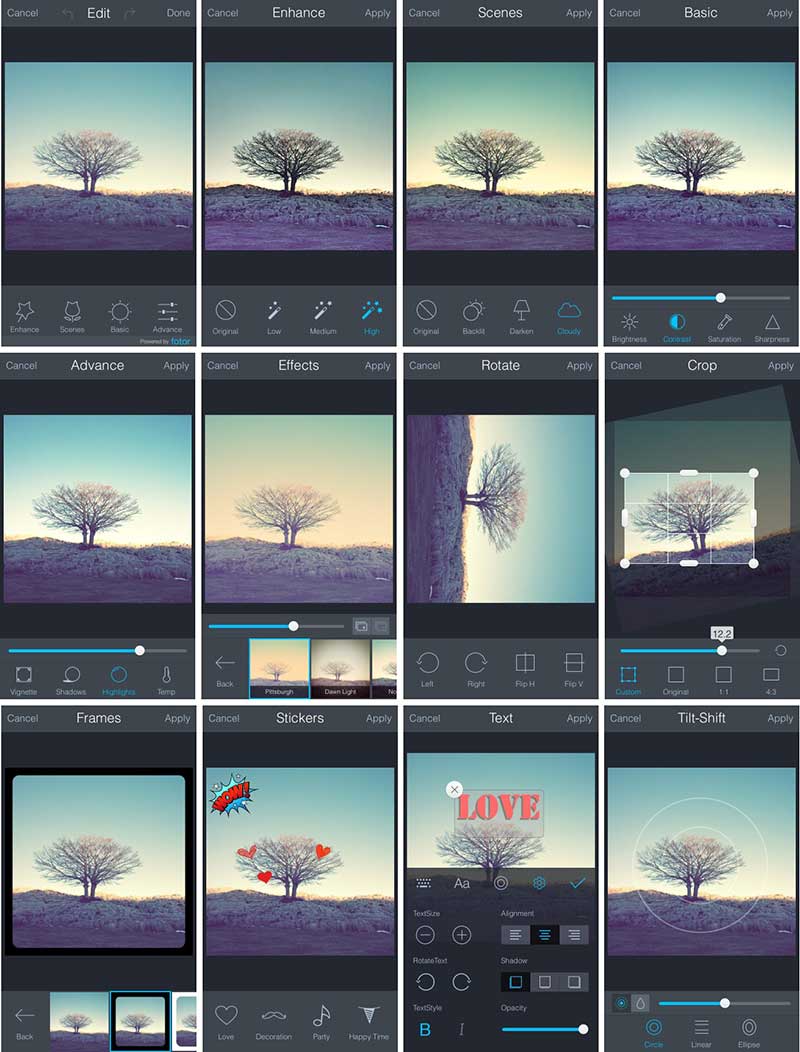 Cancel Edit Done
Enhance Scenes Basic Advance
Powered by fotor
Cancel Enhance Apply
Original Low Medium High
Cancel Scenes Apply
Original Backlit Darken Cloudy
Cancel Basic Apply
Brightness Contrast Saturation Sharpness
Cancel Advance Apply
Vignette Shadows Highlights Temp
Cancel Effects Apply
Back Pittsburgh Dawn Light No
Cancel Rotate Apply
Left Right Flip H Flip V
Cancel Crop Apply
12.2
Custom Original 1:1 4:3
Cancel Frames Apply
Back
Cancel Stickers Apply
WOW!
Love Decoration Party Happy Time
Cancel Text Apply
LOVE
Aa
TextSize Alignment
RotateText Shadow
TextStyle Opacity
B I
Cancel Tilt-Shift Apply
Circle Linear Ellipse